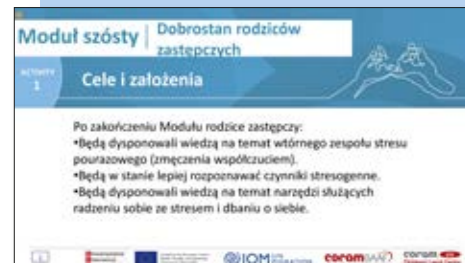 Moduł szósty
Dobrostan rodziców
zastępczych
ACTIVITY
1
Cele i założenia
Po zakończeniu Modułu rodzice zastępczy:
•Będą dysponowali wiedzą na temat wtórnego zespołu stresu
pourazowego (zmęczenia współczuciem).
•Będą w stanie lepiej rozpoznawać czynniki stresogenne.
•Będą dysponowali wiedzą na temat narzędzi służących
radzeniu sobie ze stresem i dbaniu o siebie.
IOM
coram
coram